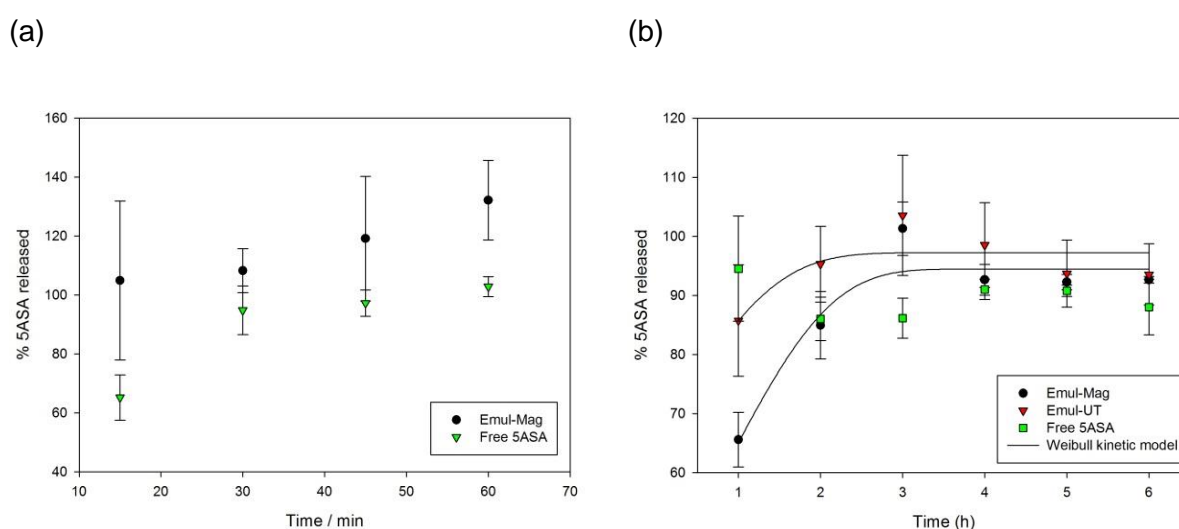 (a)
(b)
160
140
120
100
80
60
40
% 5ASA released
10 20 30 40 50 60 70
Time / min
Emul-Mag
Free 5ASA
120
110
100
90
80
70
60
% 5ASA released
1 2 3 4 5 6
Time (h)
Emul-Mag
Emul-UT
Free 5ASA
Weibull kinetic model